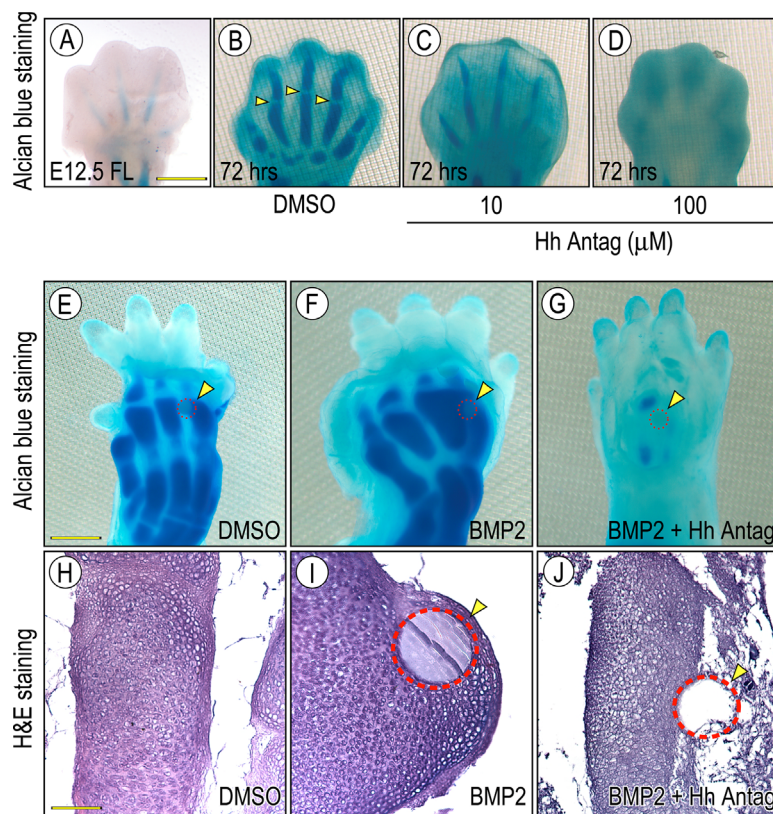 Alcian blue staining
A
E12.5 FL
B
72 hrs
C
72 hrs
D
72 hrs
DMSO
10
100
Hh Antag (μM)
Alcian blue staining
E
DMSO
F
BMP2
G
BMP2 + Hh Antag
H&E staining
H
DMSO
I
BMP2
J
BMP2 + Hh Antag